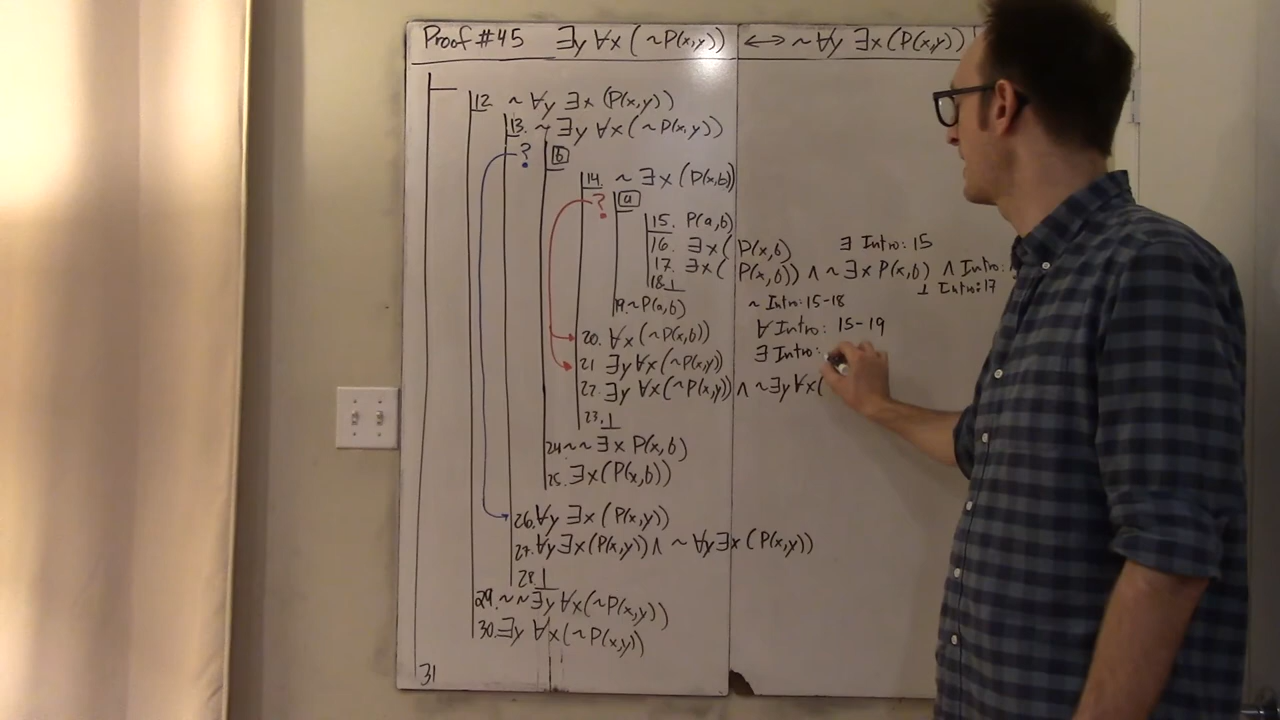 Proof #45 ∃y ∀x (~P(x,y)) ↔ ~∀y ∃x (P(x,y))
12 ~ ∀y ∃x (P(x,y))
13. ~ ∃y ∀x (~P(x,y))
? b
14. ~ ∃x (P(x,b))
? a
15. P(a,b)
16. ∃x ( P(x,b) ∃ Intro: 15
17. ∃x ( P(x,b)) ∧ ~∃x P(x,b) ∧ Intro:
18. ⊥ ⊥ Intro: 17
19. ~P(a,b) ~ Intro: 15-18
20. ∀x (~P(x,b)) ∀ Intro: 15-19
21 ∃y ∀x (~P(x,y)) ∃ Intro:
22. ∃y ∀x (~P(x,y)) ∧ ~∃y ∀x (
23. ⊥
24 ~~∃x P(x,b)
25. ∃x (P(x,b))
26. ∀y ∃x (P(x,y))
27. ∀y ∃x (P(x,y)) ∧ ~∀y ∃x (P(x,y))
28. ⊥
29. ~~∃y ∀x (~P(x,y))
30. ∃y ∀x (~P(x,y))
31